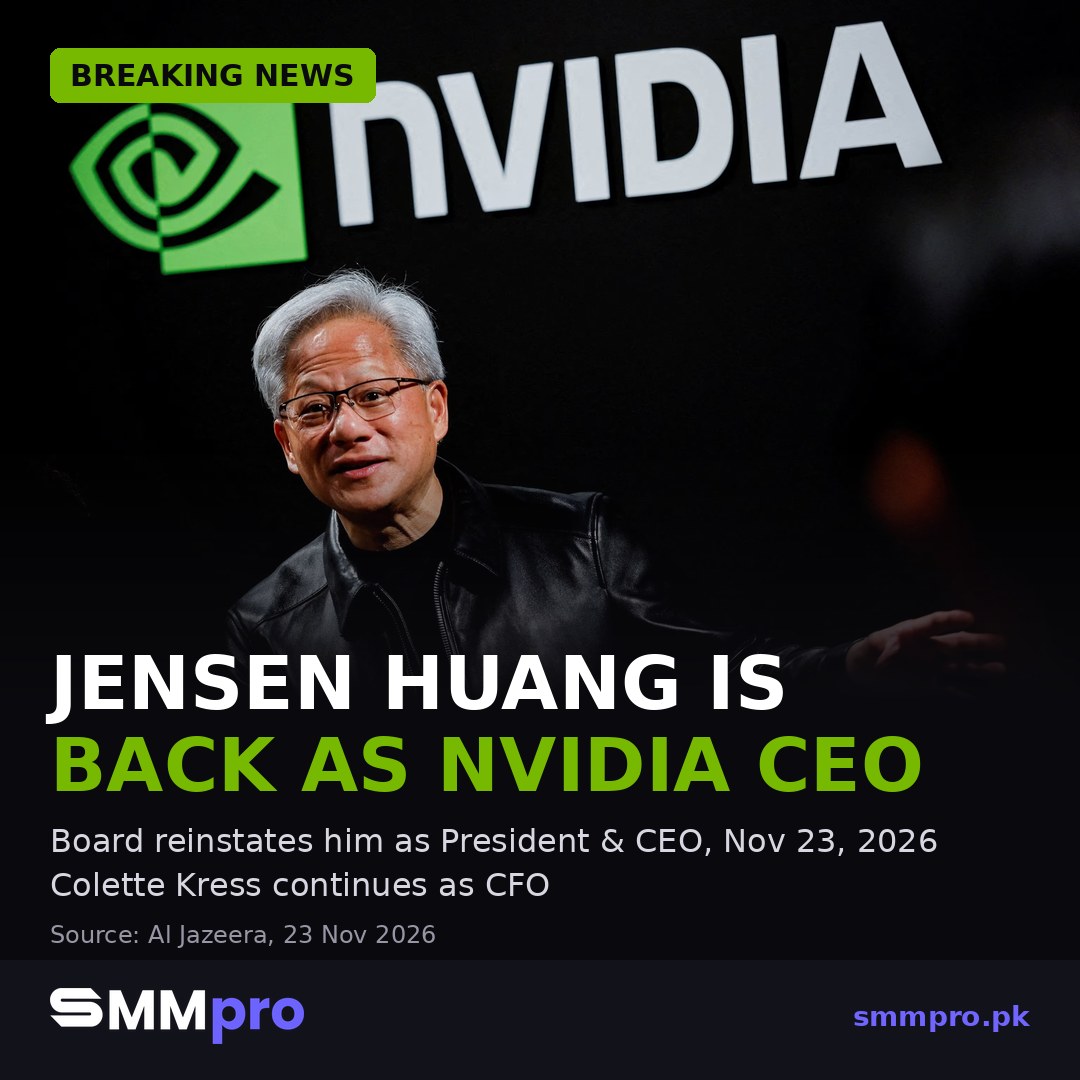 BREAKING NEWS
nVIDIA
JENSEN HUANG IS
BACK AS NVIDIA CEO
Board reinstates him as President & CEO, Nov 23, 2026
Colette Kress continues as CFO
Source: Al Jazeera, 23 Nov 2026
SMMpro
smmpro.pk